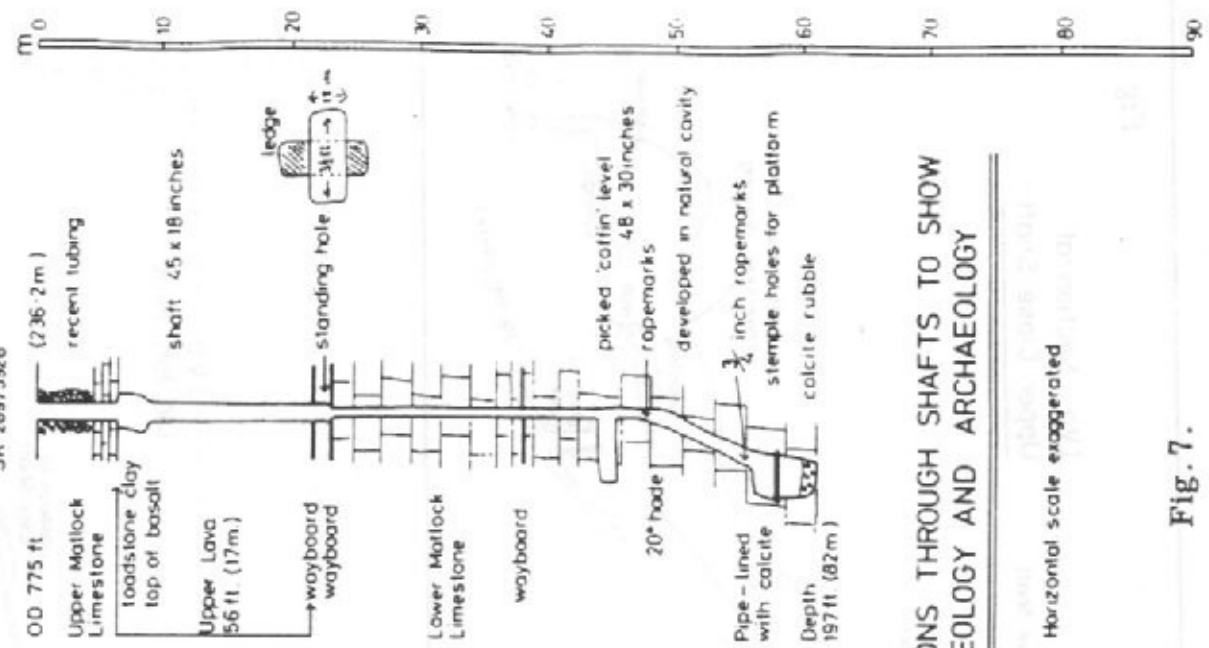 m
0
10
20
30
40
50
60
70
80
90
OD 775 ft. (236·2m)
Upper Matlock
Limestone
recent tubing
toadstone clay
top of basalt
shaft 45 x 18 inches
Upper Lava
56 ft. (17m.)
ledge
3½ft.
standing hole
wayboard
wayboard
Lower Matlock
Limestone
wayboard
picked 'coffin' level
48 x 30 inches
ropemarks
20° hade
developed in natural cavity
¾ inch ropemarks
stemple holes for platform
Pipe-lined
with calcite
calcite rubble
Depth
197 ft. (82m)
ONS THROUGH SHAFTS TO SHOW
EOLOGY AND ARCHAEOLOGY
Horizontal scale exaggerated
Fig. 7.